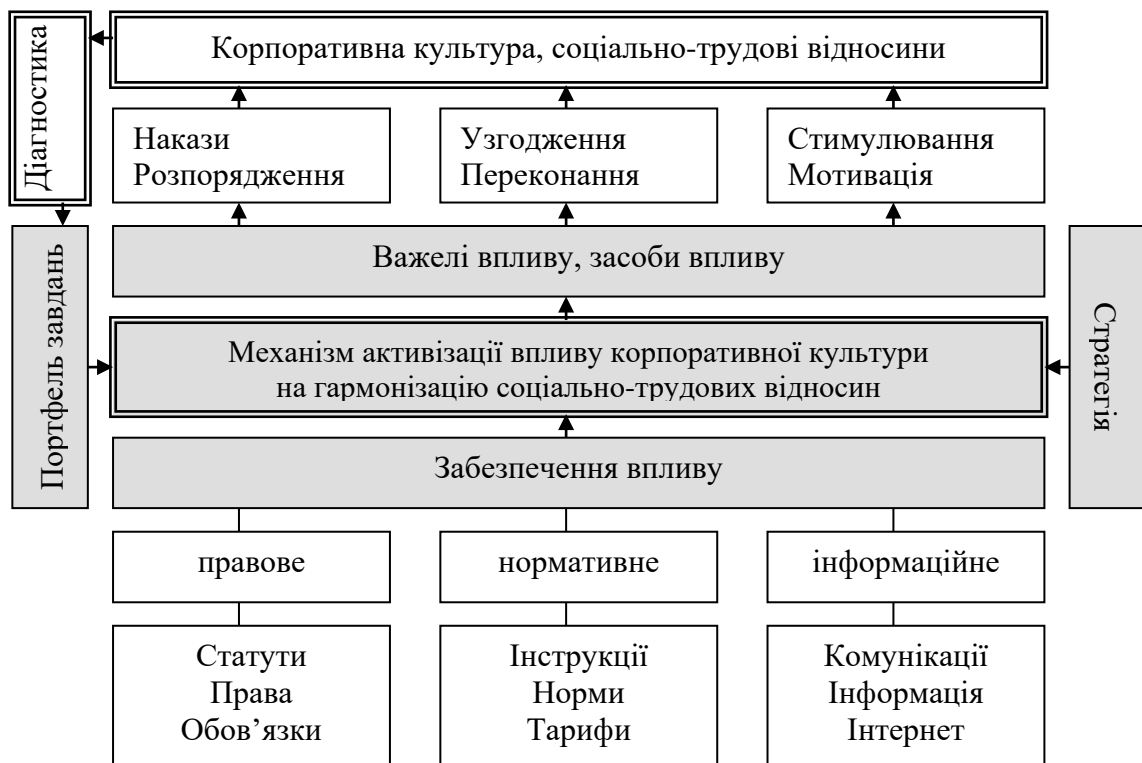 Діагностика
Корпоративна культура, соціально-трудові відносини
Накази
Розпорядження
Узгодження
Переконання
Стимулювання
Мотивація
Портфель завдань
Важелі впливу, засоби впливу
Стратегія
Механізм активізації впливу корпоративної культури
на гармонізацію соціально-трудових відносин
Забезпечення впливу
правове
нормативне
інформаційне
Статути
Права
Обов’язки
Інструкції
Норми
Тарифи
Комунікації
Інформація
Інтернет